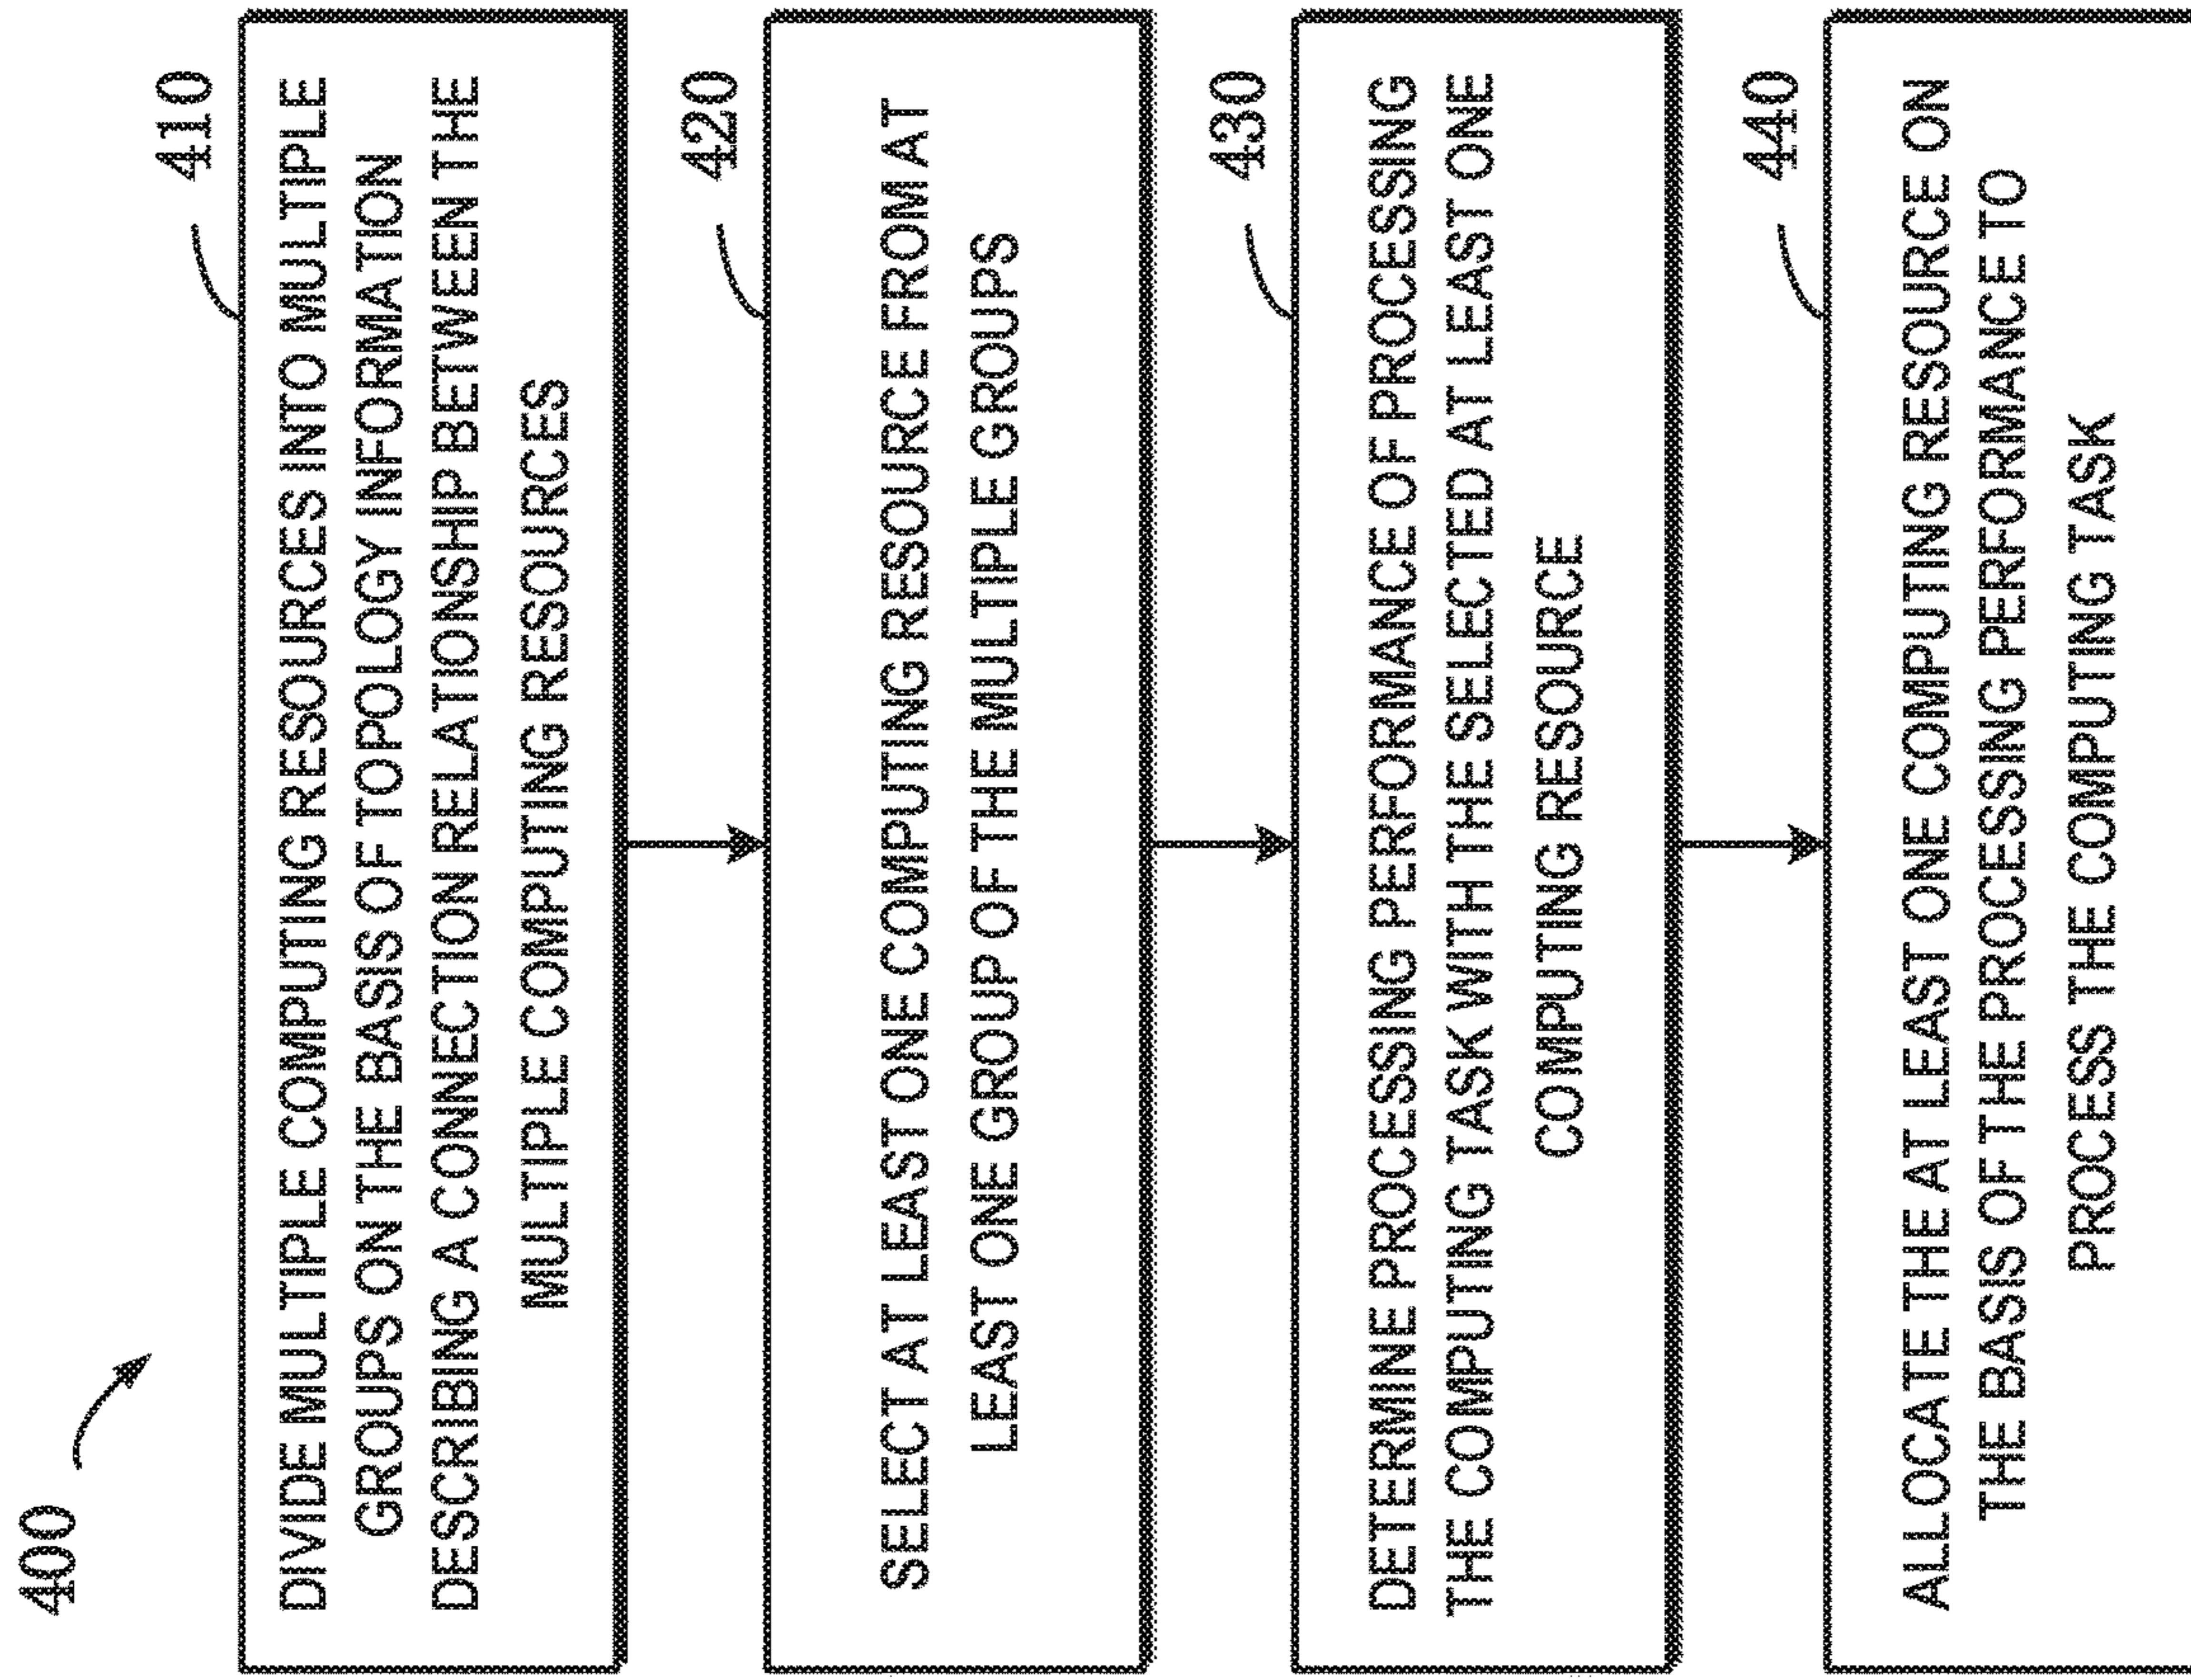 400
410
DIVIDE MULTIPLE COMPUTING RESOURCES INTO MULTIPLE
GROUPS ON THE BASIS OF TOPOLOGY INFORMATION
DESCRIBING A CONNECTION RELATIONSHIP BETWEEN THE
MULTIPLE COMPUTING RESOURCES
420
SELECT AT LEAST ONE COMPUTING RESOURCE FROM AT
LEAST ONE GROUP OF THE MULTIPLE GROUPS
430
DETERMINE PROCESSING PERFORMANCE OF PROCESSING
THE COMPUTING TASK WITH THE SELECTED AT LEAST ONE
COMPUTING RESOURCE
440
ALLOCATE THE AT LEAST ONE COMPUTING RESOURCE ON
THE BASIS OF THE PROCESSING PERFORMANCE TO
PROCESS THE COMPUTING TASK